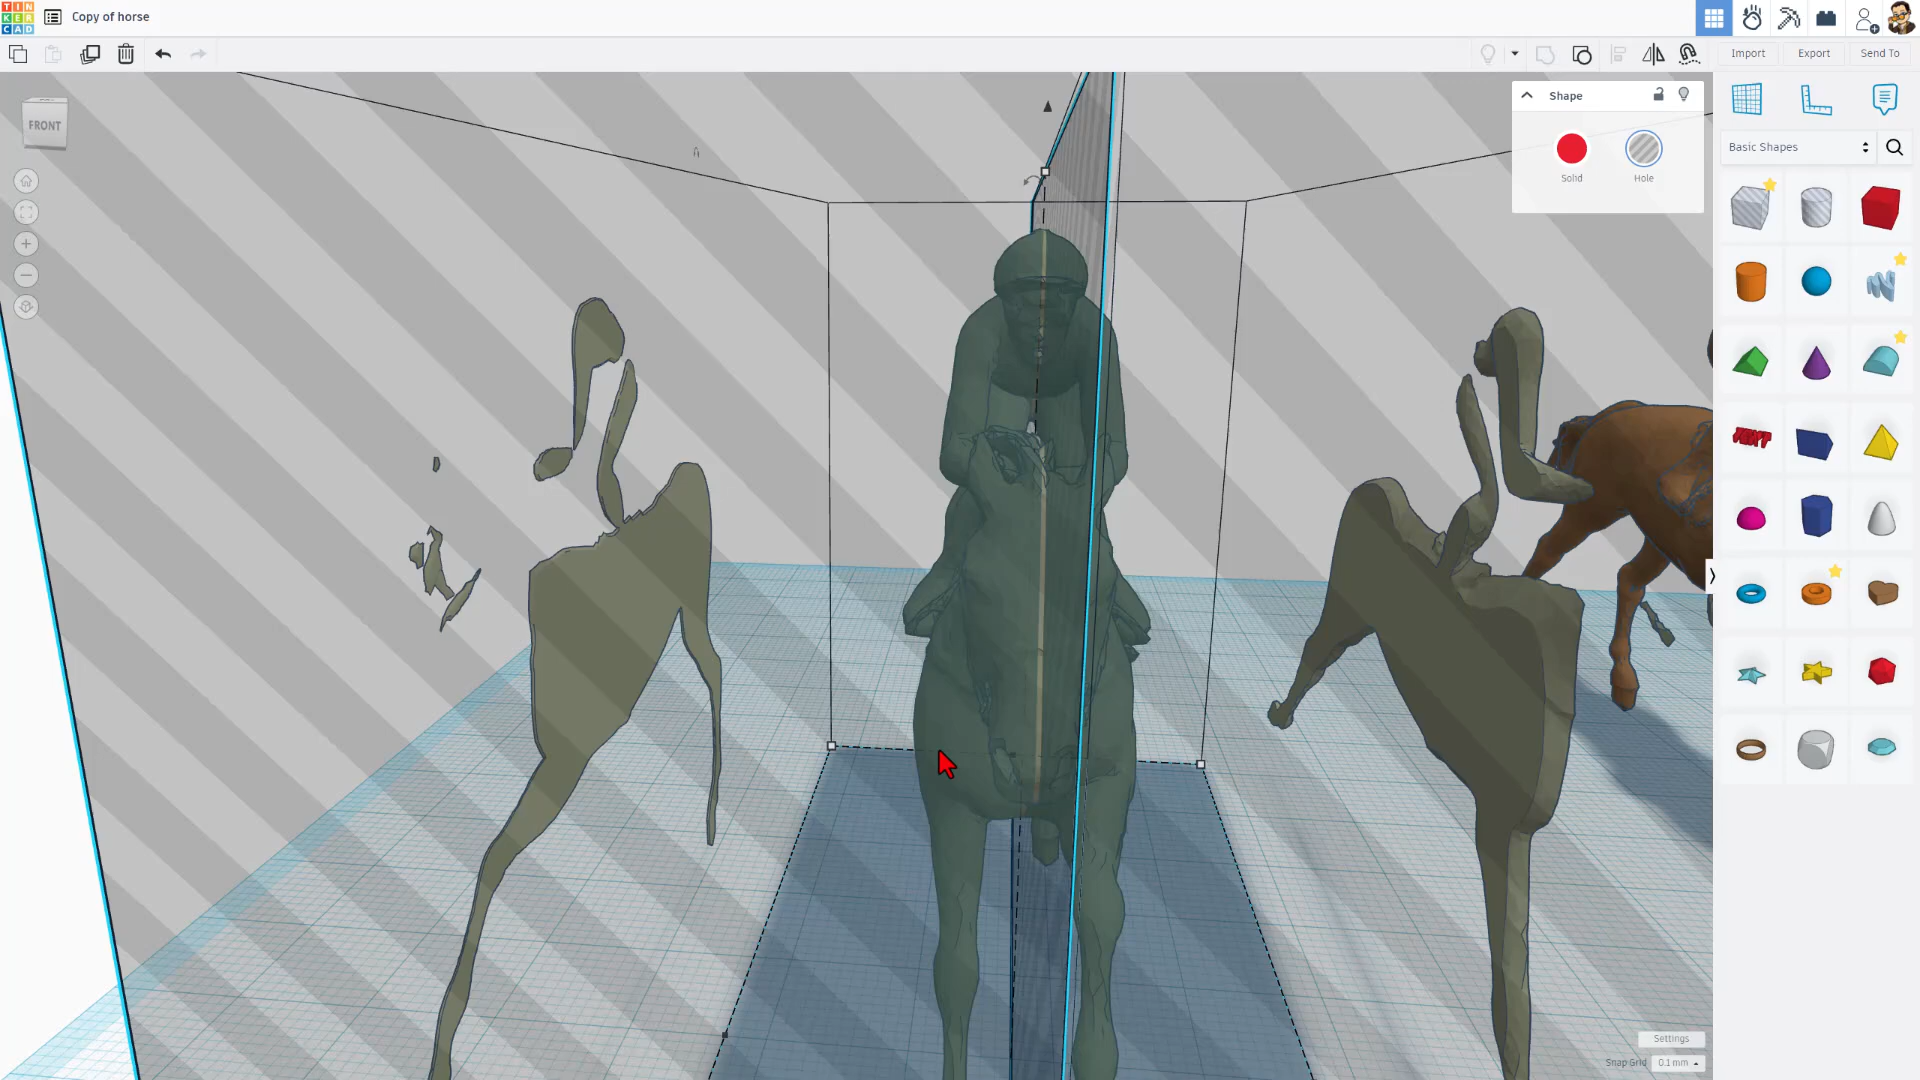 TIN
KER
CAD
Copy of horse
Import
Export
Send To
FRONT
Shape
Solid
Hole
Basic Shapes
TEXT
Settings
Snap Grid
0.1 mm